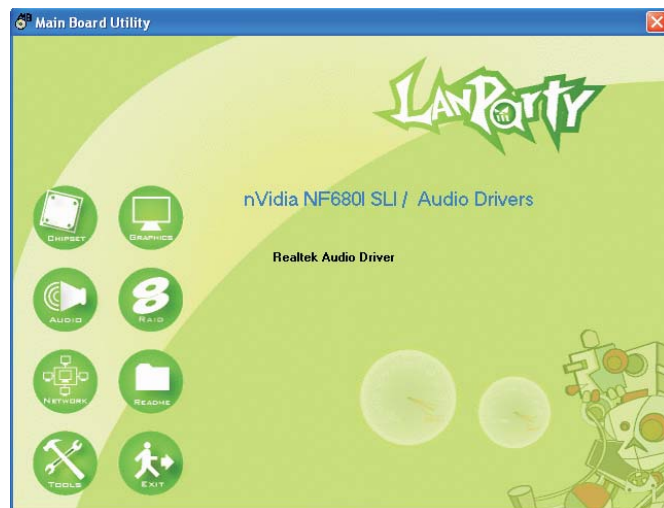 Main Board Utility
LANPARTY
nVidia NF680I SLI / Audio Drivers
Realtek Audio Driver
CHIPSET
GRAPHICS
AUDIO
RAID
NETWORK
README
TOOLS
EXIT